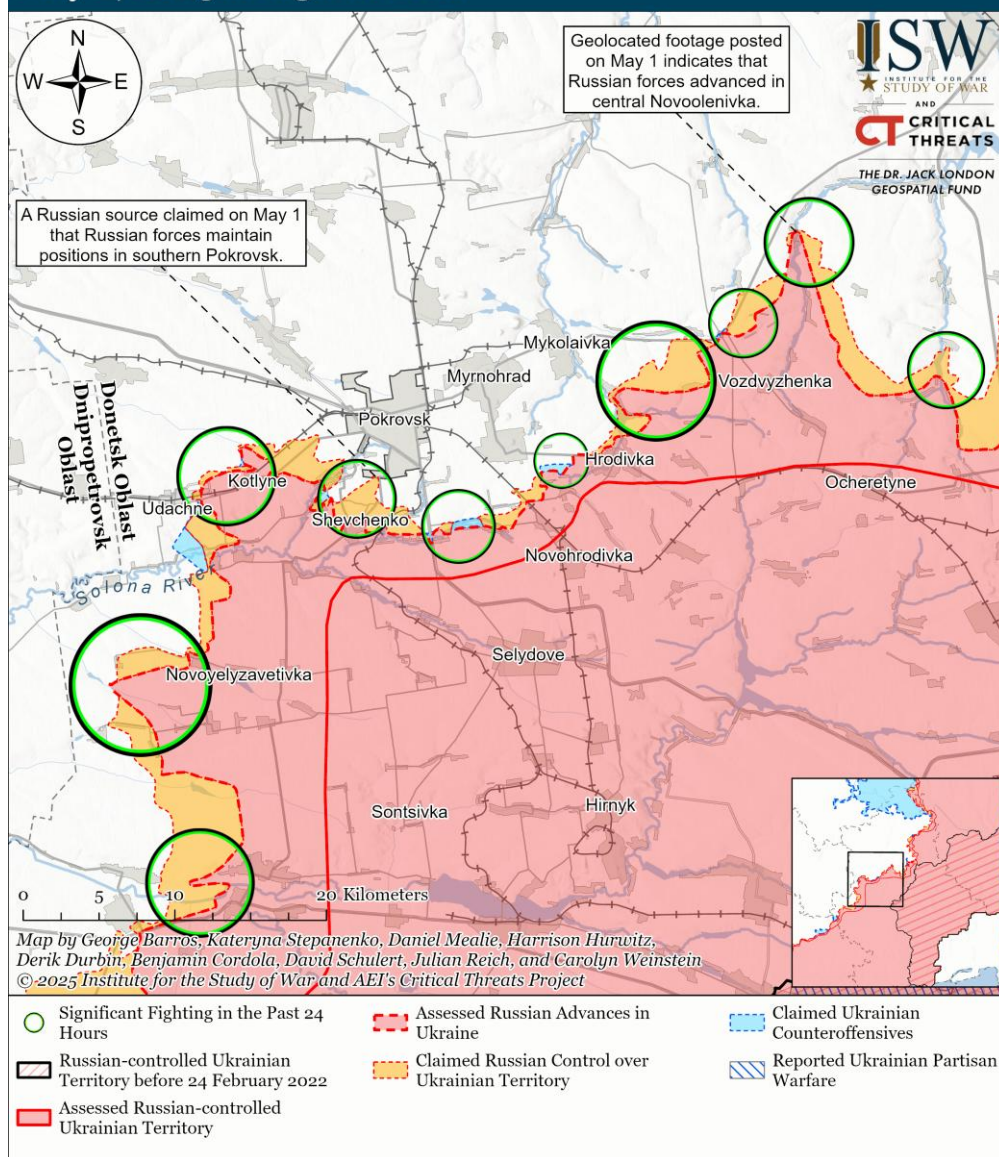 N
W
E
S
Geolocated footage posted
on May 1 indicates that
Russian forces advanced in
central Novoolenivka.
ISW
INSTITUTE FOR THE
STUDY OF WAR
AND
CT CRITICAL
THREATS
THE DR. JACK LONDON
GEOSPATIAL FUND
A Russian source claimed on May 1
that Russian forces maintain
positions in southern Pokrovsk.
Mykolaivka
Myrnohrad
Vozdvyzhenka
Pokrovsk
Donetsk Oblast
Dnipropetrovsk
Oblast
Kotlyne
Hrodivka
Ocheretyne
Udachne
Shevchenko
Novohrodivka
Solona River
Selydove
Novoyelyzavetivka
Sontsivka
Hirnyk
0 5 10 20 Kilometers
Map by George Barros, Kateryna Stepanenko, Daniel Mealie, Harrison Hurwitz,
Derik Durbin, Benjamin Cordola, David Schulert, Julian Reich, and Carolyn Weinstein
© 2025 Institute for the Study of War and AEI's Critical Threats Project
Significant Fighting in the Past 24
Hours
Russian-controlled Ukrainian
Territory before 24 February 2022
Assessed Russian-controlled
Ukrainian Territory
Assessed Russian Advances in
Ukraine
Claimed Russian Control over
Ukrainian Territory
Claimed Ukrainian
Counteroffensives
Reported Ukrainian Partisan
Warfare